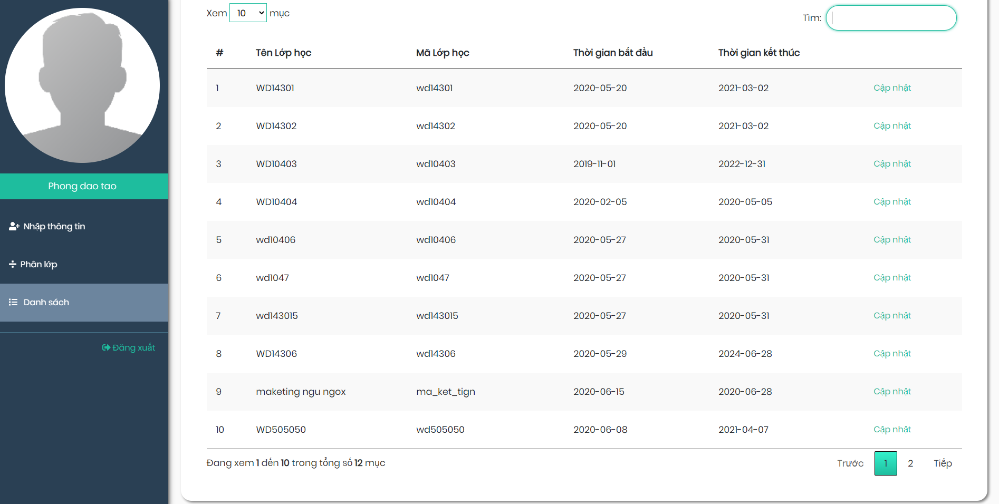 Phong dao tao
Nhập thông tin
Phân lớp
Danh sách
Đăng xuất
Xem 10 mục
Tìm:
# Tên Lớp học Mã Lớp học Thời gian bắt đầu Thời gian kết thúc
1 WD14301 wd14301 2020-05-20 2021-03-02 Cập nhật
2 WD14302 wd14302 2020-05-20 2021-03-02 Cập nhật
3 WD10403 wd10403 2019-11-01 2022-12-31 Cập nhật
4 WD10404 wd10404 2020-02-05 2020-05-05 Cập nhật
5 wd10406 wd10406 2020-05-27 2020-05-31 Cập nhật
6 wd1047 wd1047 2020-05-27 2020-05-31 Cập nhật
7 wd143015 wd143015 2020-05-27 2020-05-31 Cập nhật
8 WD14306 wd14306 2020-05-29 2024-06-28 Cập nhật
9 maketing ngu ngox ma_ket_tign 2020-06-15 2020-06-28 Cập nhật
10 WD505050 wd505050 2020-06-08 2021-04-07 Cập nhật
Đang xem 1 đến 10 trong tổng số 12 mục
Trước 1 2 Tiếp